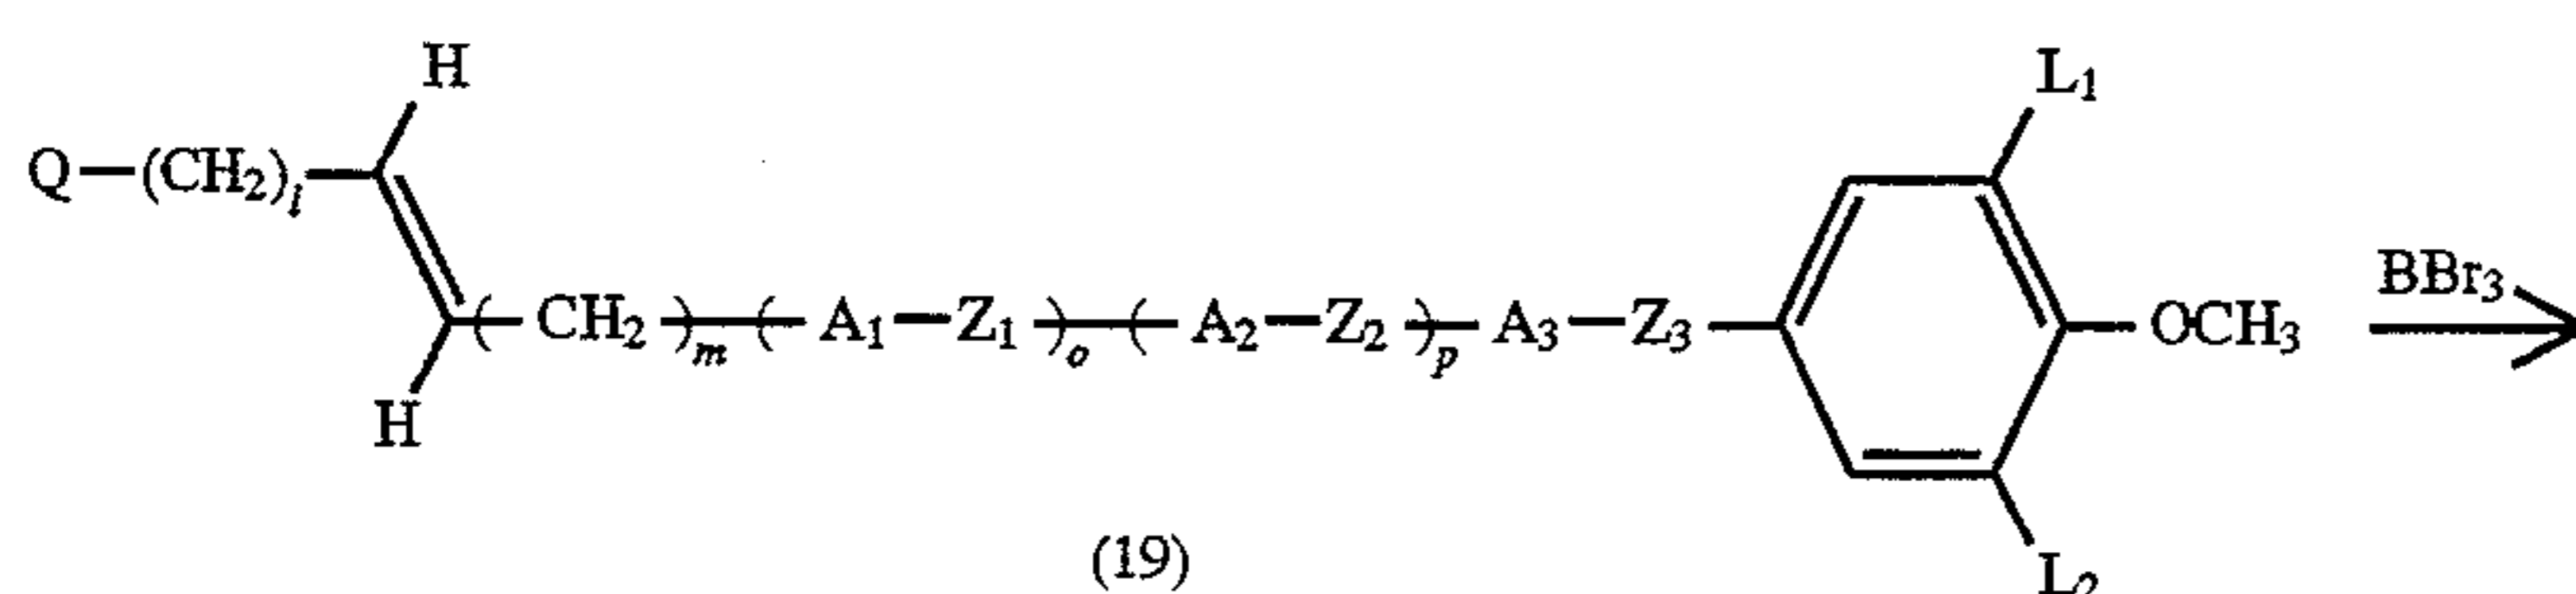 H
L₁
Q—(CH₂)ₗ
BBr₃
( CH₂ )ₘ ( A₁—Z₁ )ₒ ( A₂—Z₂ )ₚ A₃—Z₃
OCH₃
H
(19)
L₂